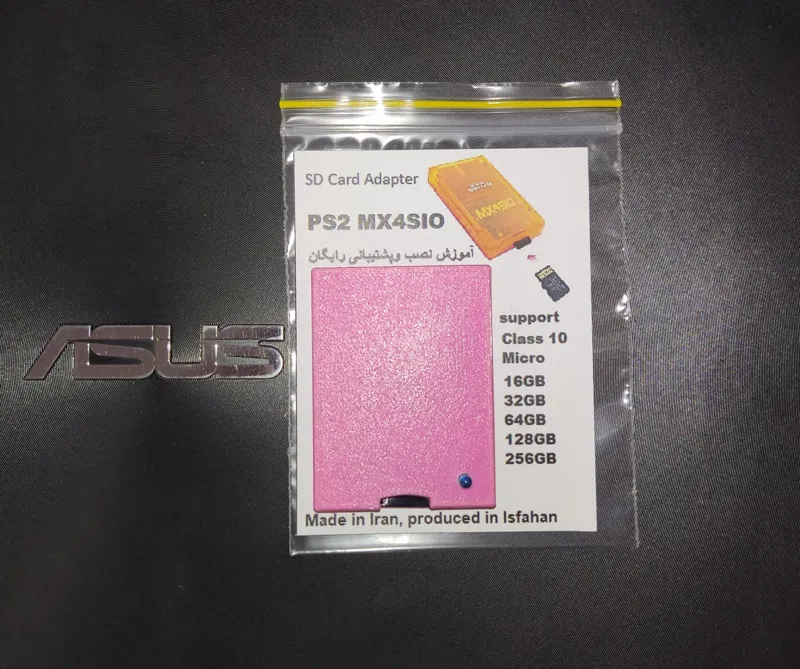 SD Card Adapter
PS2 MX4SIO
آموزش نصب وپشتیبانی رایگان
MX4SIO
support
Class 10
Micro
16GB
32GB
64GB
128GB
256GB
Made in Iran, produced in Isfahan
ASUS